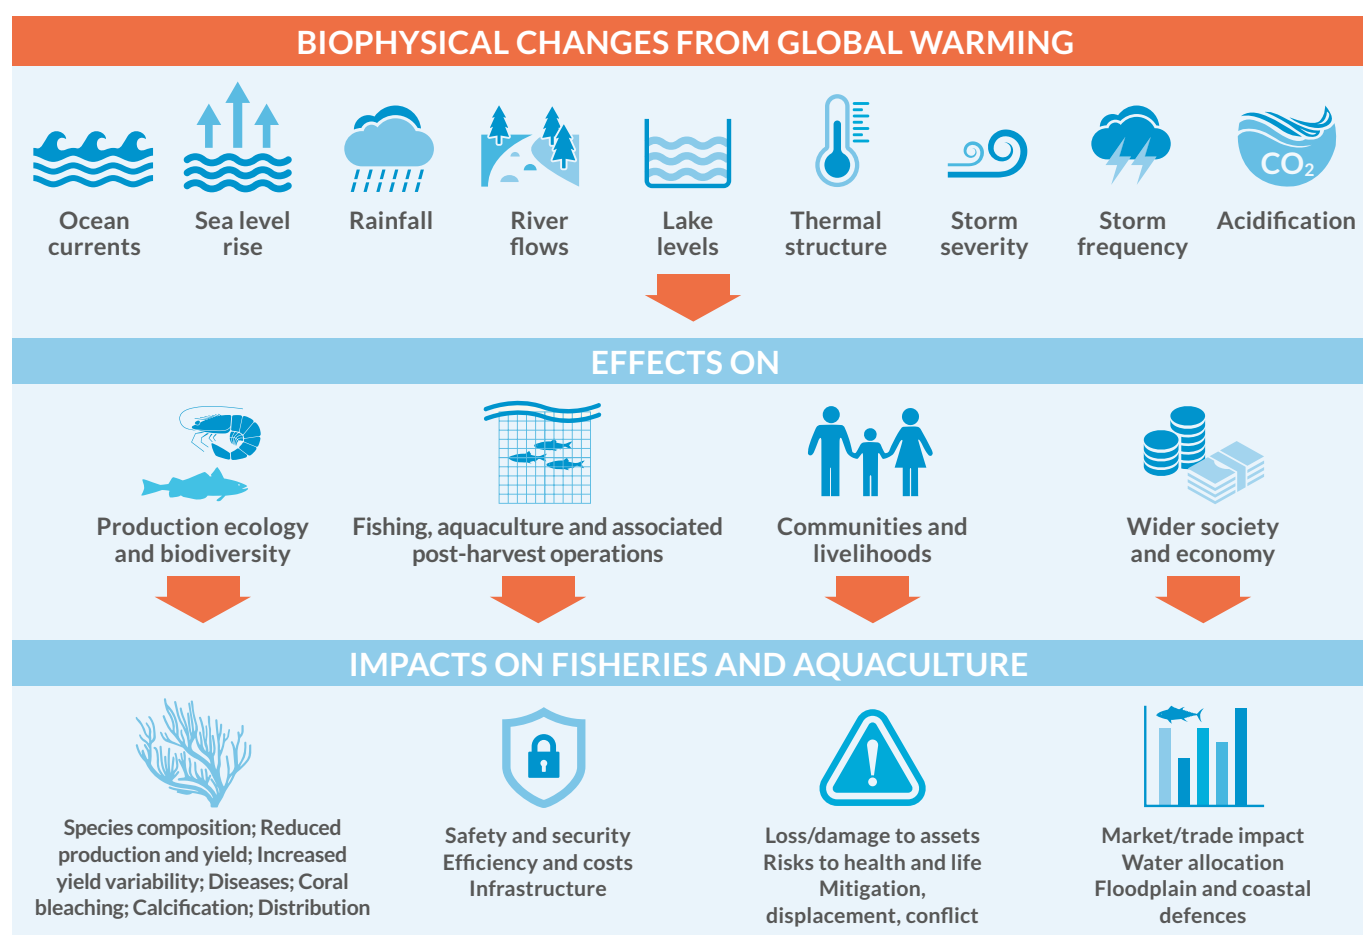 BIOPHYSICAL CHANGES FROM GLOBAL WARMING
CO₂
Ocean
currents
Sea level
rise
Rainfall
River
flows
Lake
levels
Thermal
structure
Storm
severity
Storm
frequency
Acidification
EFFECTS ON
Production ecology
and biodiversity
Fishing, aquaculture and associated
post-harvest operations
Communities and
livelihoods
Wider society
and economy
IMPACTS ON FISHERIES AND AQUACULTURE
Species composition; Reduced
production and yield; Increased
yield variability; Diseases; Coral
bleaching; Calcification; Distribution
Safety and security
Efficiency and costs
Infrastructure
Loss/damage to assets
Risks to health and life
Mitigation,
displacement, conflict
Market/trade impact
Water allocation
Floodplain and coastal
defences